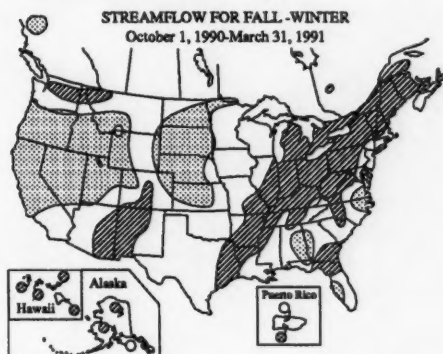 STREAMFLOW FOR FALL -WINTER
October 1, 1990-March 31, 1991
Alaska
Hawaii
Puerto Rico